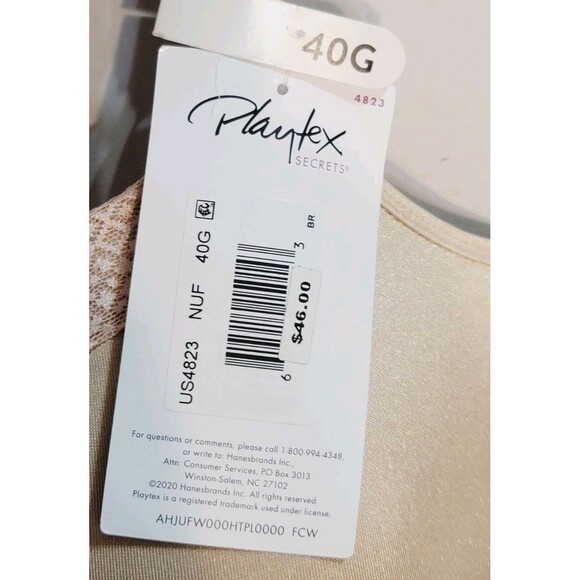 40G
4823
Playtex
SECRETS®
US4823 NUF 40G
6 3 BR
$46.00
For questions or comments, please call 1-800-994-4348,
or write to: Hanesbrands Inc.,
Attn: Consumer Services, PO Box 3013
Winston-Salem, NC 27102
©2020 Hanesbrands Inc. All rights reserved.
Playtex is a registered trademark used under license.
AHJUFW000HTPL0000 FCW